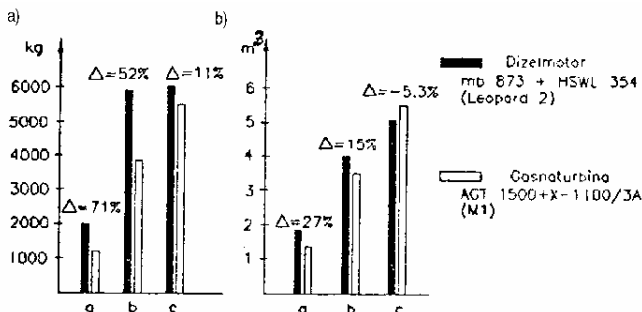 a)
kg
6000
5000
4000
3000
2000
1000
Δ=71%
Δ=52%
Δ=11%
a b c
b)
m³
6
5
4
3
2
1
Δ=27%
Δ=15%
Δ=-5.3%
a b c
Dizelmotor
mb 873 + HSWL 354
(Leopard 2)
Gasnaturbina
AGT 1500+X-1100/3A
(M1)